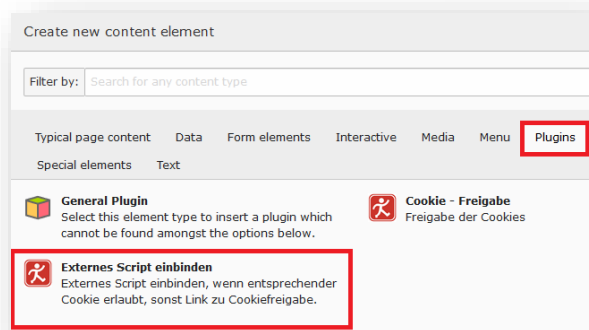 Create new content element
Filter by: Search for any content type
Typical page content Data Form elements Interactive Media Menu Plugins
Special elements Text
General Plugin
Select this element type to insert a plugin which
cannot be found amongst the options below.
Cookie - Freigabe
Freigabe der Cookies
Externes Script einbinden
Externes Script einbinden, wenn entsprechender
Cookie erlaubt, sonst Link zu Cookiefreigabe.